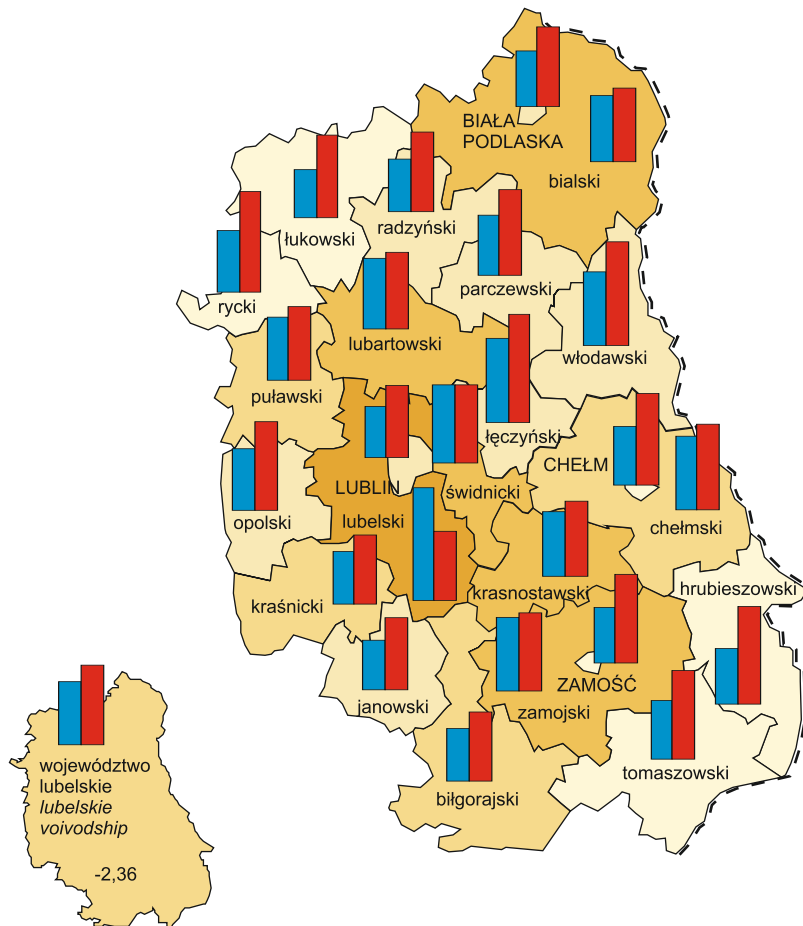 BIAŁA
PODLASKA
bialski
łukowski
radzyński
parczewski
rycki
lubartowski
włodawski
puławski
łęczyński
CHEŁM
LUBLIN
świdnicki
opolski
lubelski
chełmski
kraśnicki
krasnostawski
hrubieszowski
janowski
ZAMOŚĆ
zamojski
biłgorajski
tomaszowski
województwo
lubelskie
lubelskie
voivodship
-2,36